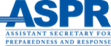 ASPR
ASSISTANT SECRETARY FOR
PREPAREDNESS AND RESPONSE